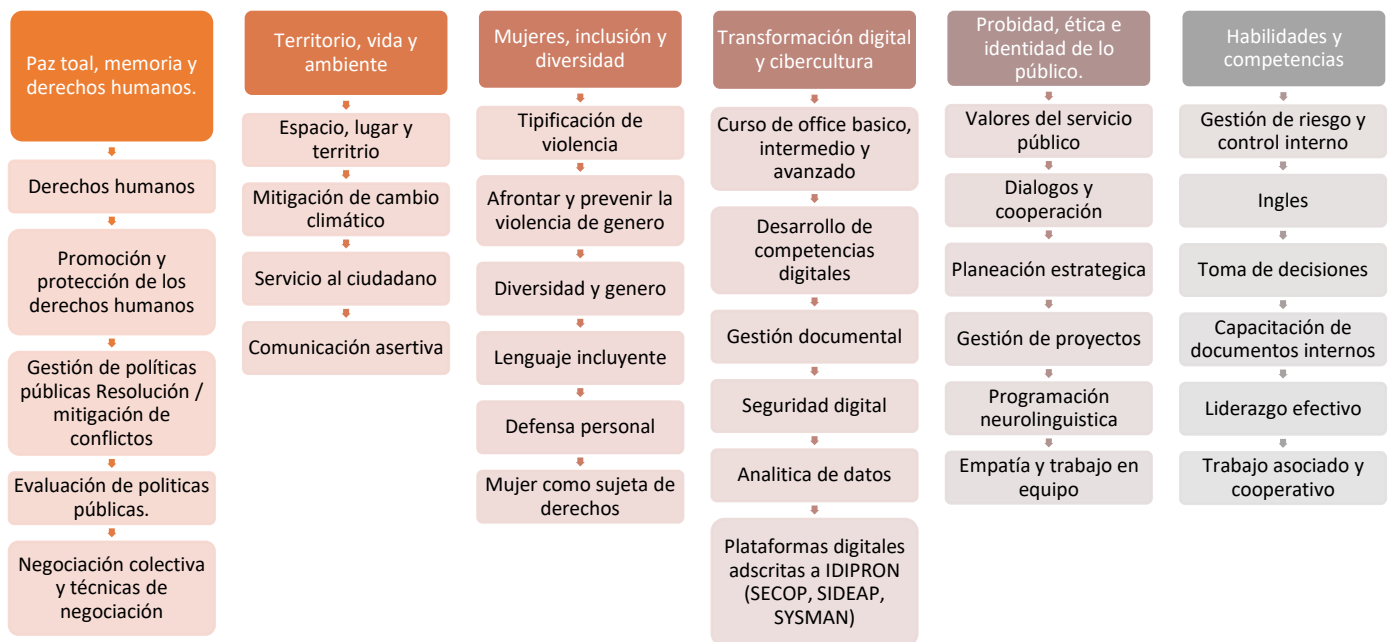 Paz toal, memoria y
derechos humanos.
Derechos humanos
Promoción y
protección de los
derechos humanos
Gestión de políticas
públicas Resolución /
mitigación de
conflictos
Evaluación de politicas
públicas.
Negociación colectiva
y técnicas de
negociación
Territorio, vida y
ambiente
Espacio, lugar y
territrio
Mitigación de cambio
climático
Servicio al ciudadano
Comunicación asertiva
Mujeres, inclusión y
diversidad
Tipificación de
violencia
Afrontar y prevenir la
violencia de genero
Diversidad y genero
Lenguaje incluyente
Defensa personal
Mujer como sujeta de
derechos
Transformación digital
y cibercultura
Curso de office basico,
intermedio y
avanzado
Desarrollo de
competencias
digitales
Gestión documental
Seguridad digital
Analitica de datos
Plataformas digitales
adscritas a IDIPRON
(SECOP, SIDEAP,
SYSMAN)
Probidad, ética e
identidad de lo
público.
Valores del servicio
público
Dialogos y
cooperación
Planeación estrategica
Gestión de proyectos
Programación
neurolinguistica
Empatía y trabajo en
equipo
Habilidades y
competencias
Gestión de riesgo y
control interno
Ingles
Toma de decisiones
Capacitación de
documentos internos
Liderazgo efectivo
Trabajo asociado y
cooperativo